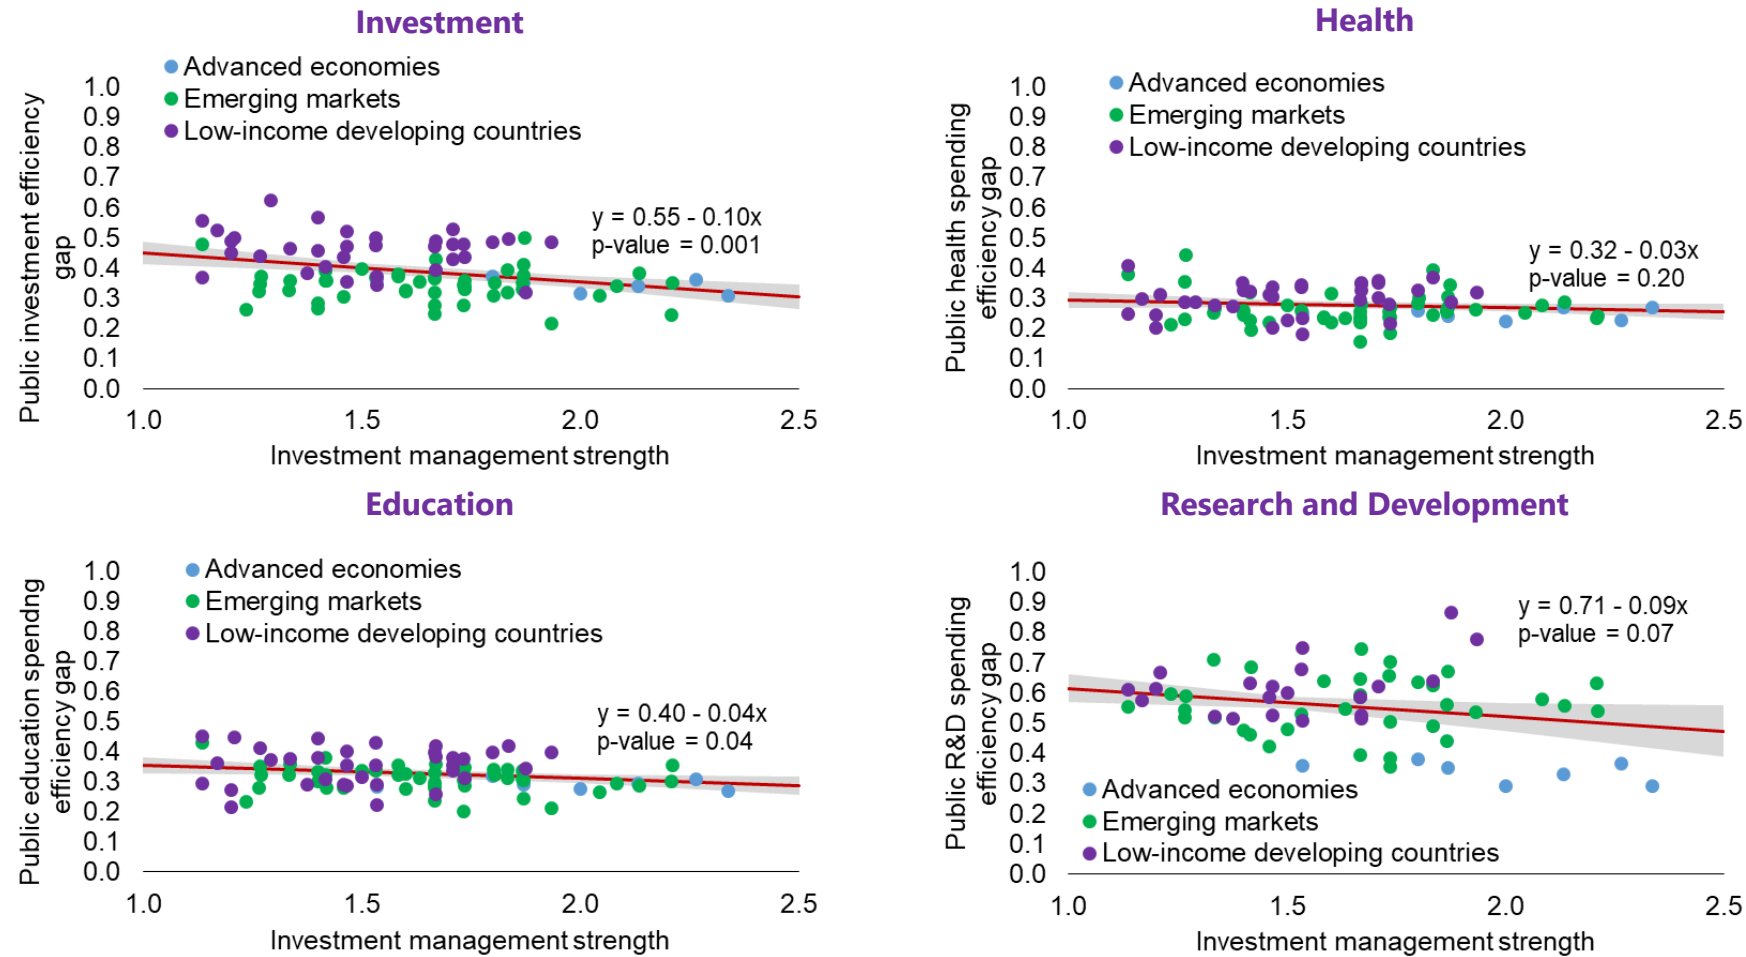 Investment
Advanced economies
Emerging markets
Low-income developing countries
Public investment efficiency
gap
1.0
0.9
0.8
0.7
0.6
0.5
0.4
0.3
0.2
0.1
0.0
y = 0.55 - 0.10x
p-value = 0.001
1.0 1.5 2.0 2.5
Investment management strength
Health
Advanced economies
Emerging markets
Low-income developing countries
Public health spending
efficiency gap
1.0
0.9
0.8
0.7
0.6
0.5
0.4
0.3
0.2
0.1
0.0
y = 0.32 - 0.03x
p-value = 0.20
1.0 1.5 2.0 2.5
Investment management strength
Education
Advanced economies
Emerging markets
Low-income developing countries
Public education spendng
efficiency gap
1.0
0.9
0.8
0.7
0.6
0.5
0.4
0.3
0.2
0.1
0.0
y = 0.40 - 0.04x
p-value = 0.04
1.0 1.5 2.0 2.5
Investment management strength
Research and Development
Public R&D spending
efficiency gap
1.0
0.9
0.8
0.7
0.6
0.5
0.4
0.3
0.2
0.1
0.0
y = 0.71 - 0.09x
p-value = 0.07
Advanced economies
Emerging markets
Low-income developing countries
1.0 1.5 2.0 2.5
Investment management strength